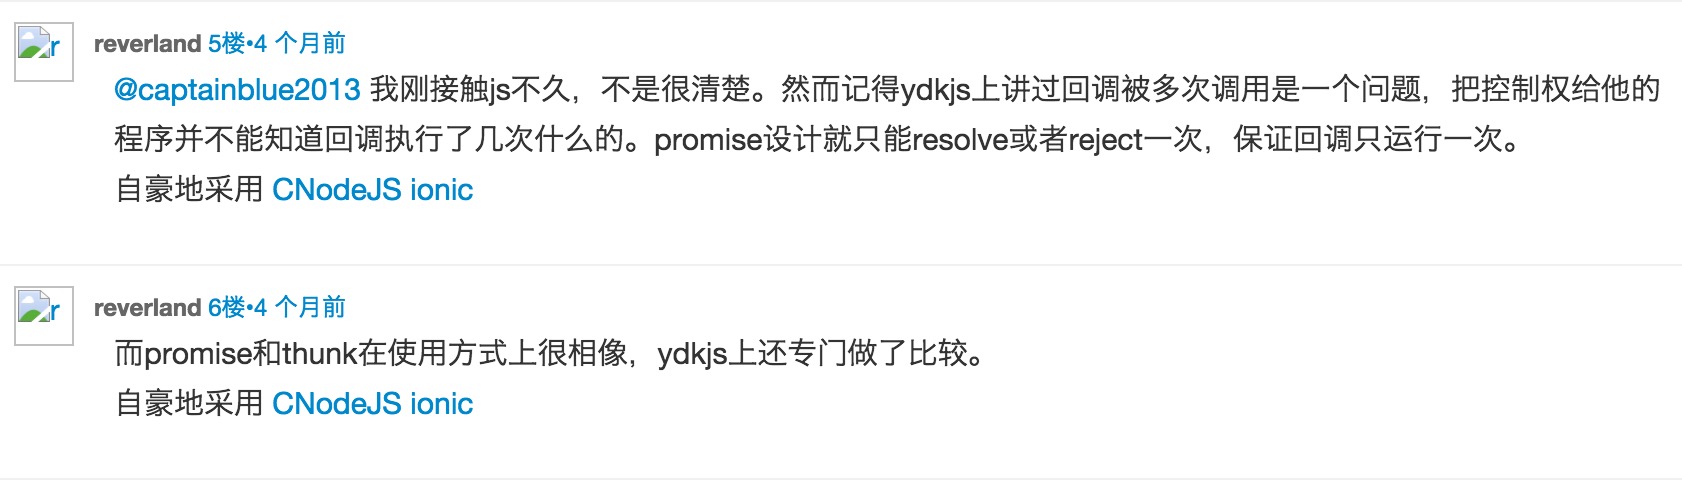 r
reverland 5楼•4 个月前
@captainblue2013 我刚接触js不久，不是很清楚。然而记得ydkjs上讲过回调被多次调用是一个问题，把控制权给他的
程序并不能知道回调执行了几次什么的。promise设计就只能resolve或者reject一次，保证回调只运行一次。
自豪地采用 CNodeJS ionic
r
reverland 6楼•4 个月前
而promise和thunk在使用方式上很相像，ydkjs上还专门做了比较。
自豪地采用 CNodeJS ionic